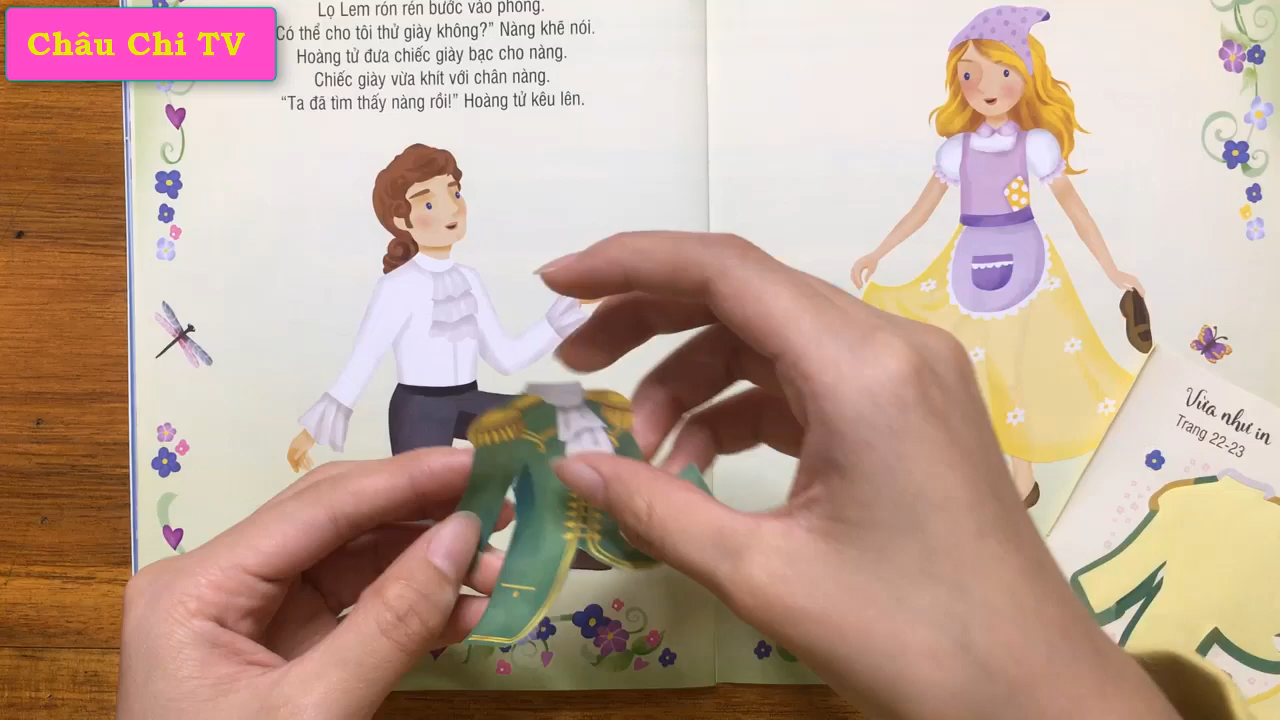 Châu Chi TV
Lọ Lem rón rén bước vào phòng.
Có thể cho tôi thử giày không?” Nàng khẽ nói.
Hoàng tử đưa chiếc giày bạc cho nàng.
Chiếc giày vừa khít với chân nàng.
“Ta đã tìm thấy nàng rồi!” Hoàng tử kêu lên.
Vừa như in
Trang 22-23